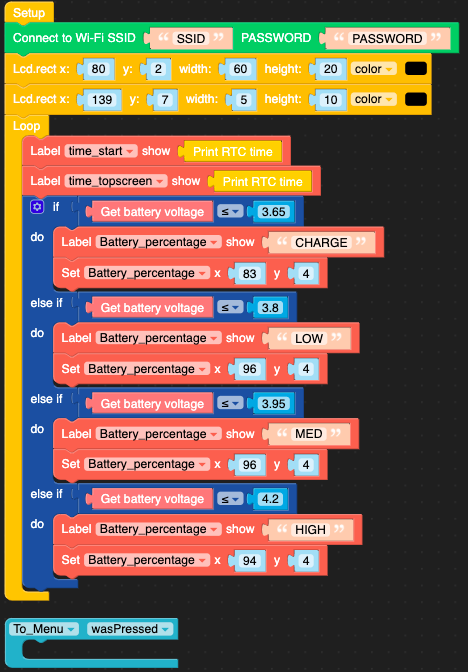 Setup
Connect to Wi-Fi SSID “ SSID ” PASSWORD “ PASSWORD ”
Lcd.rect x: 80 y: 2 width: 60 height: 20 color
Lcd.rect x: 139 y: 7 width: 5 height: 10 color
Loop
Label time_start show Print RTC time
Label time_topscreen show Print RTC time
if Get battery voltage ≤ 3.65
do Label Battery_percentage show “ CHARGE ”
Set Battery_percentage x 83 y 4
else if Get battery voltage ≤ 3.8
do Label Battery_percentage show “ LOW ”
Set Battery_percentage x 96 y 4
else if Get battery voltage ≤ 3.95
do Label Battery_percentage show “ MED ”
Set Battery_percentage x 96 y 4
else if Get battery voltage ≤ 4.2
do Label Battery_percentage show “ HIGH ”
Set Battery_percentage x 94 y 4
To_Menu wasPressed